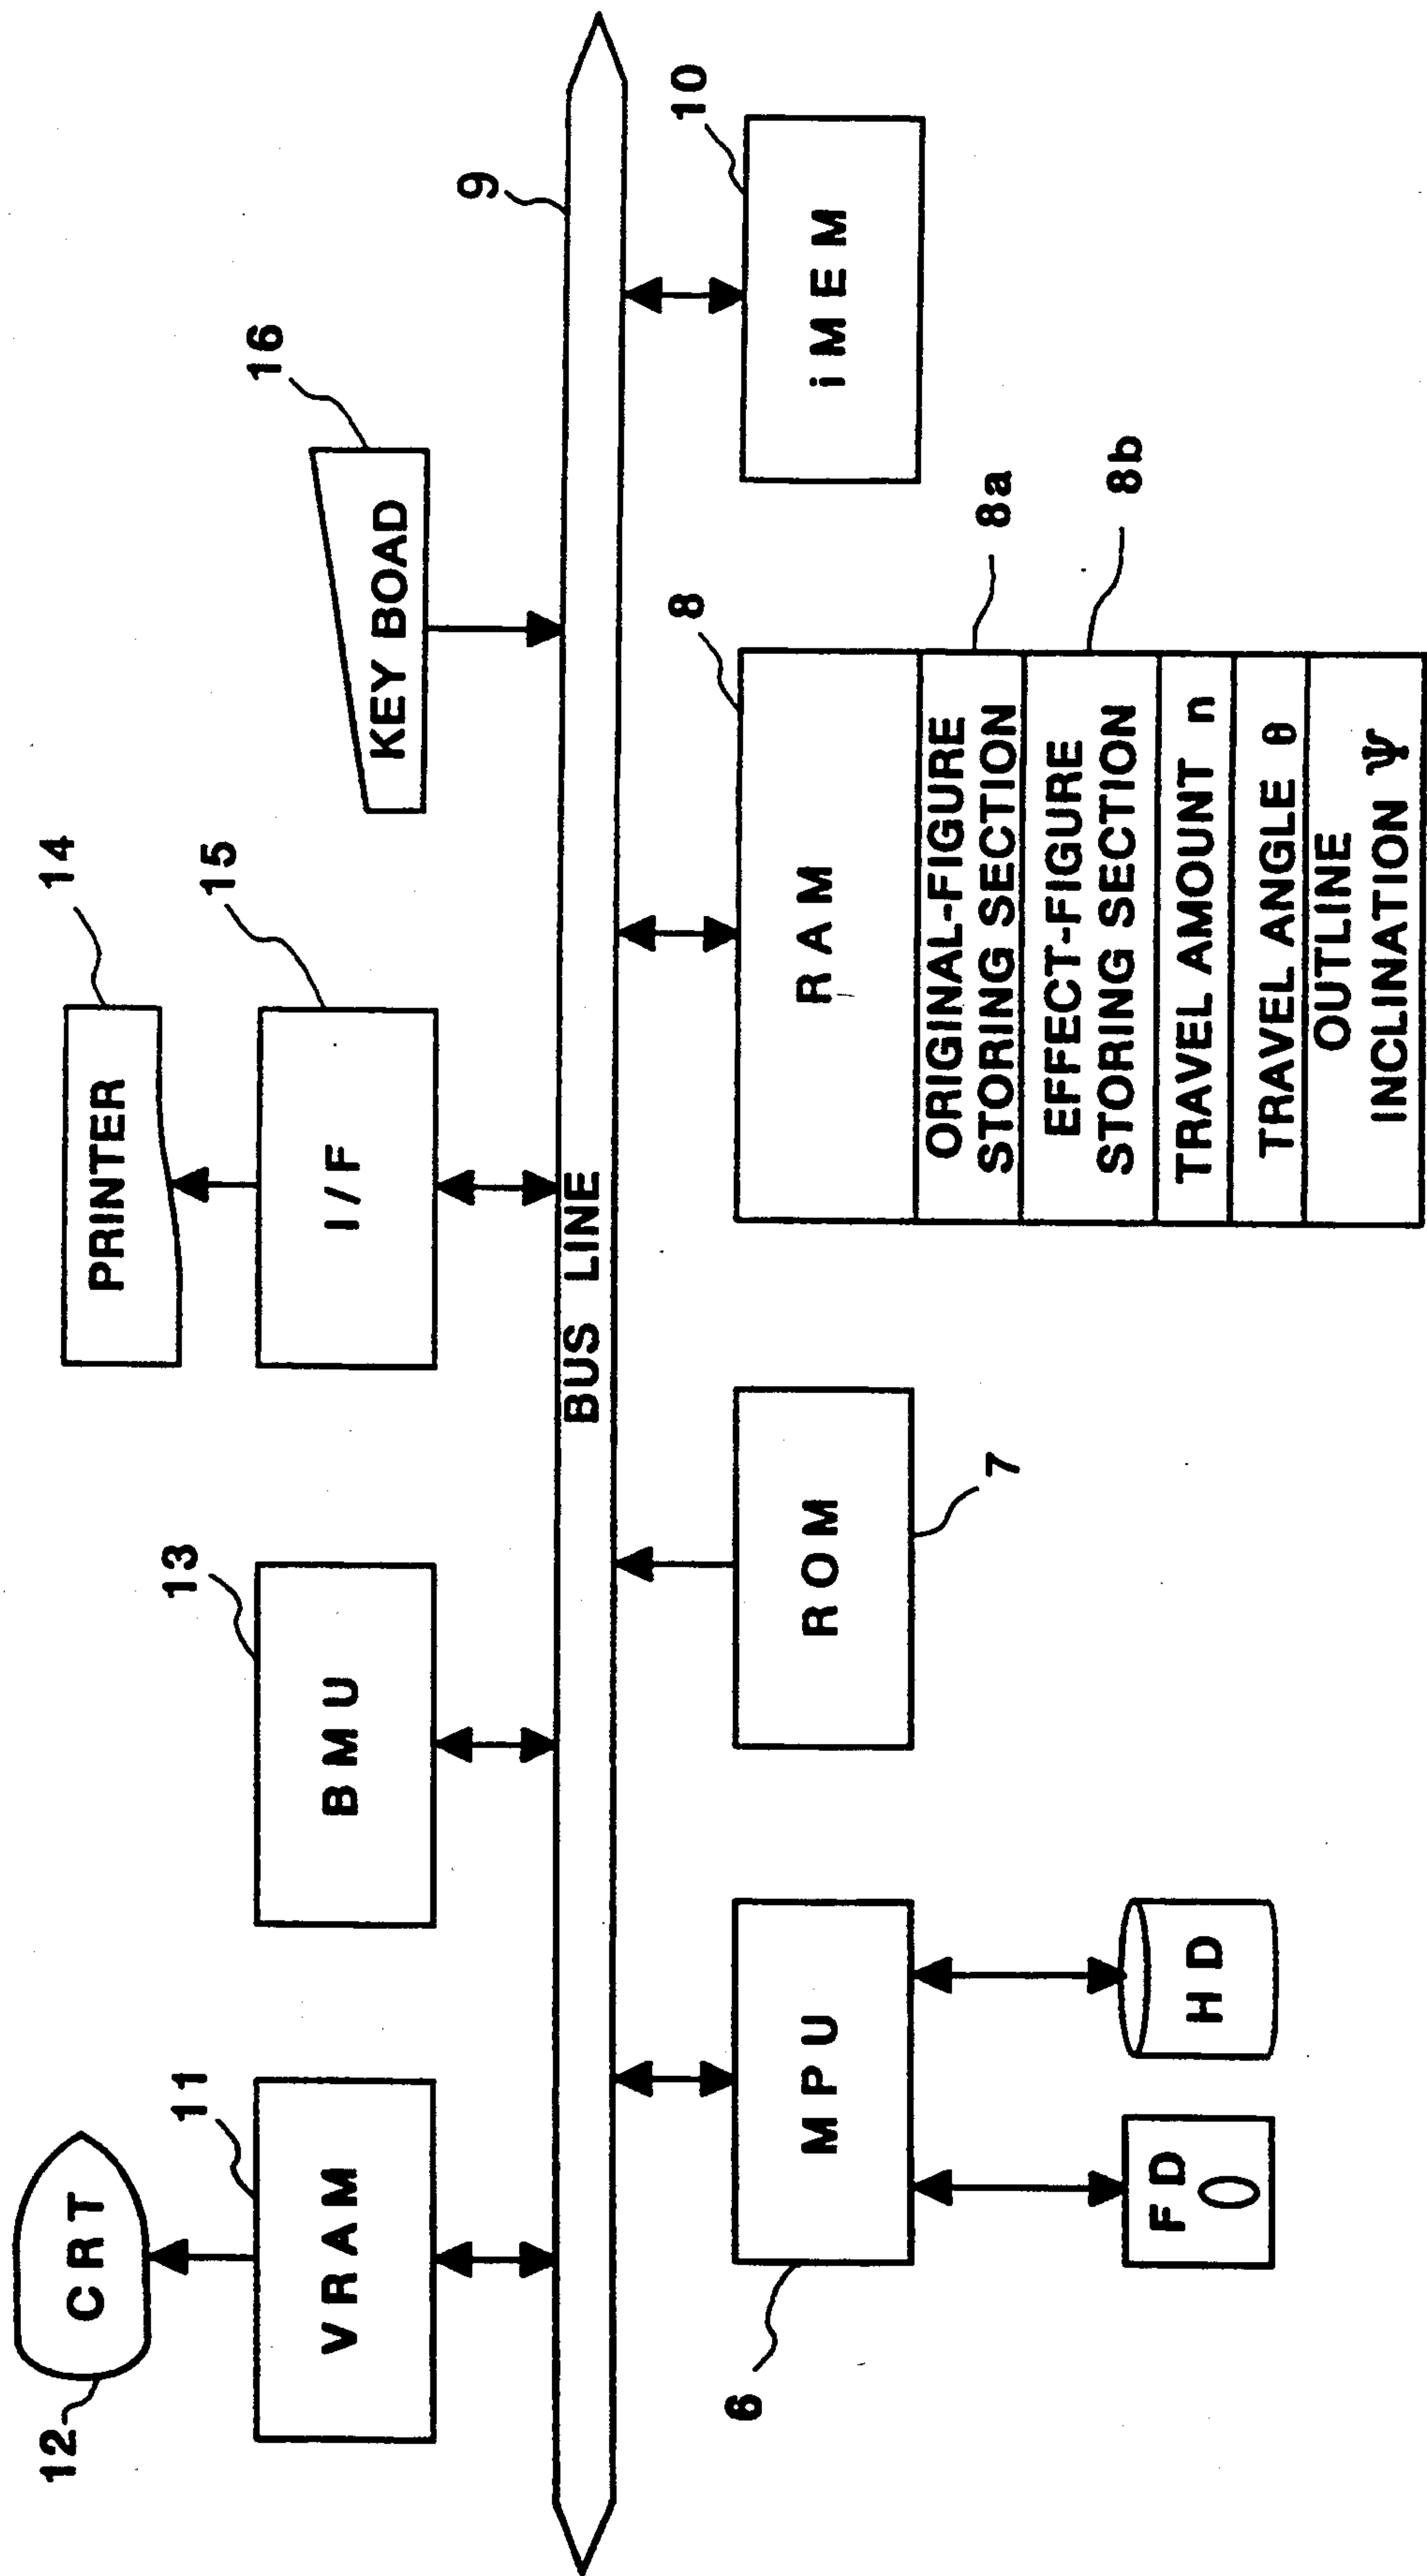 12
CRT
11
VRAM
13
BMU
14
PRINTER
15
I/F
16
KEY BOAD
9
BUS LINE
6
MPU
FD
HD
ROM
7
8
RAM
ORIGINAL-FIGURE
STORING SECTION
8a
EFFECT-FIGURE
STORING SECTION
8b
TRAVEL AMOUNT n
TRAVEL ANGLE θ
OUTLINE
INCLINATION Ψ
10
iMEM